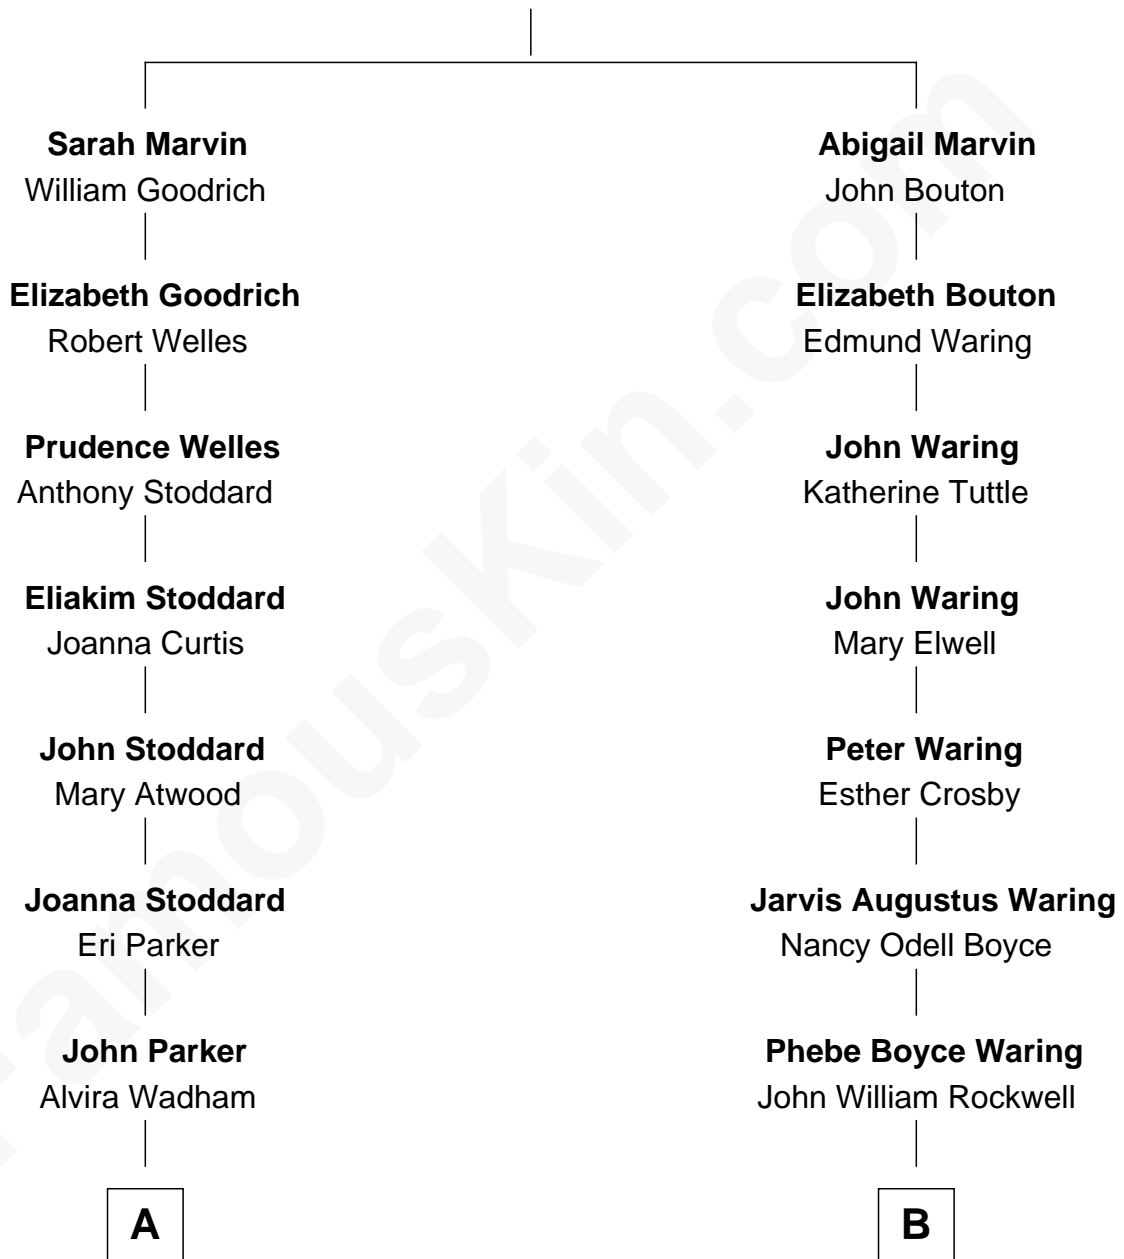 Sarah Marvin
William Goodrich
Elizabeth Goodrich
Robert Welles
Prudence Welles
Anthony Stoddard
Eliakim Stoddard
Joanna Curtis
John Stoddard
Mary Atwood
Joanna Stoddard
Eri Parker
John Parker
Alvira Wadham
A
Abigail Marvin
John Bouton
Elizabeth Bouton
Edmund Waring
John Waring
Katherine Tuttle
John Waring
Mary Elwell
Peter Waring
Esther Crosby
Jarvis Augustus Waring
Nancy Odell Boyce
Phebe Boyce Waring
John William Rockwell
B
FamousKin.com